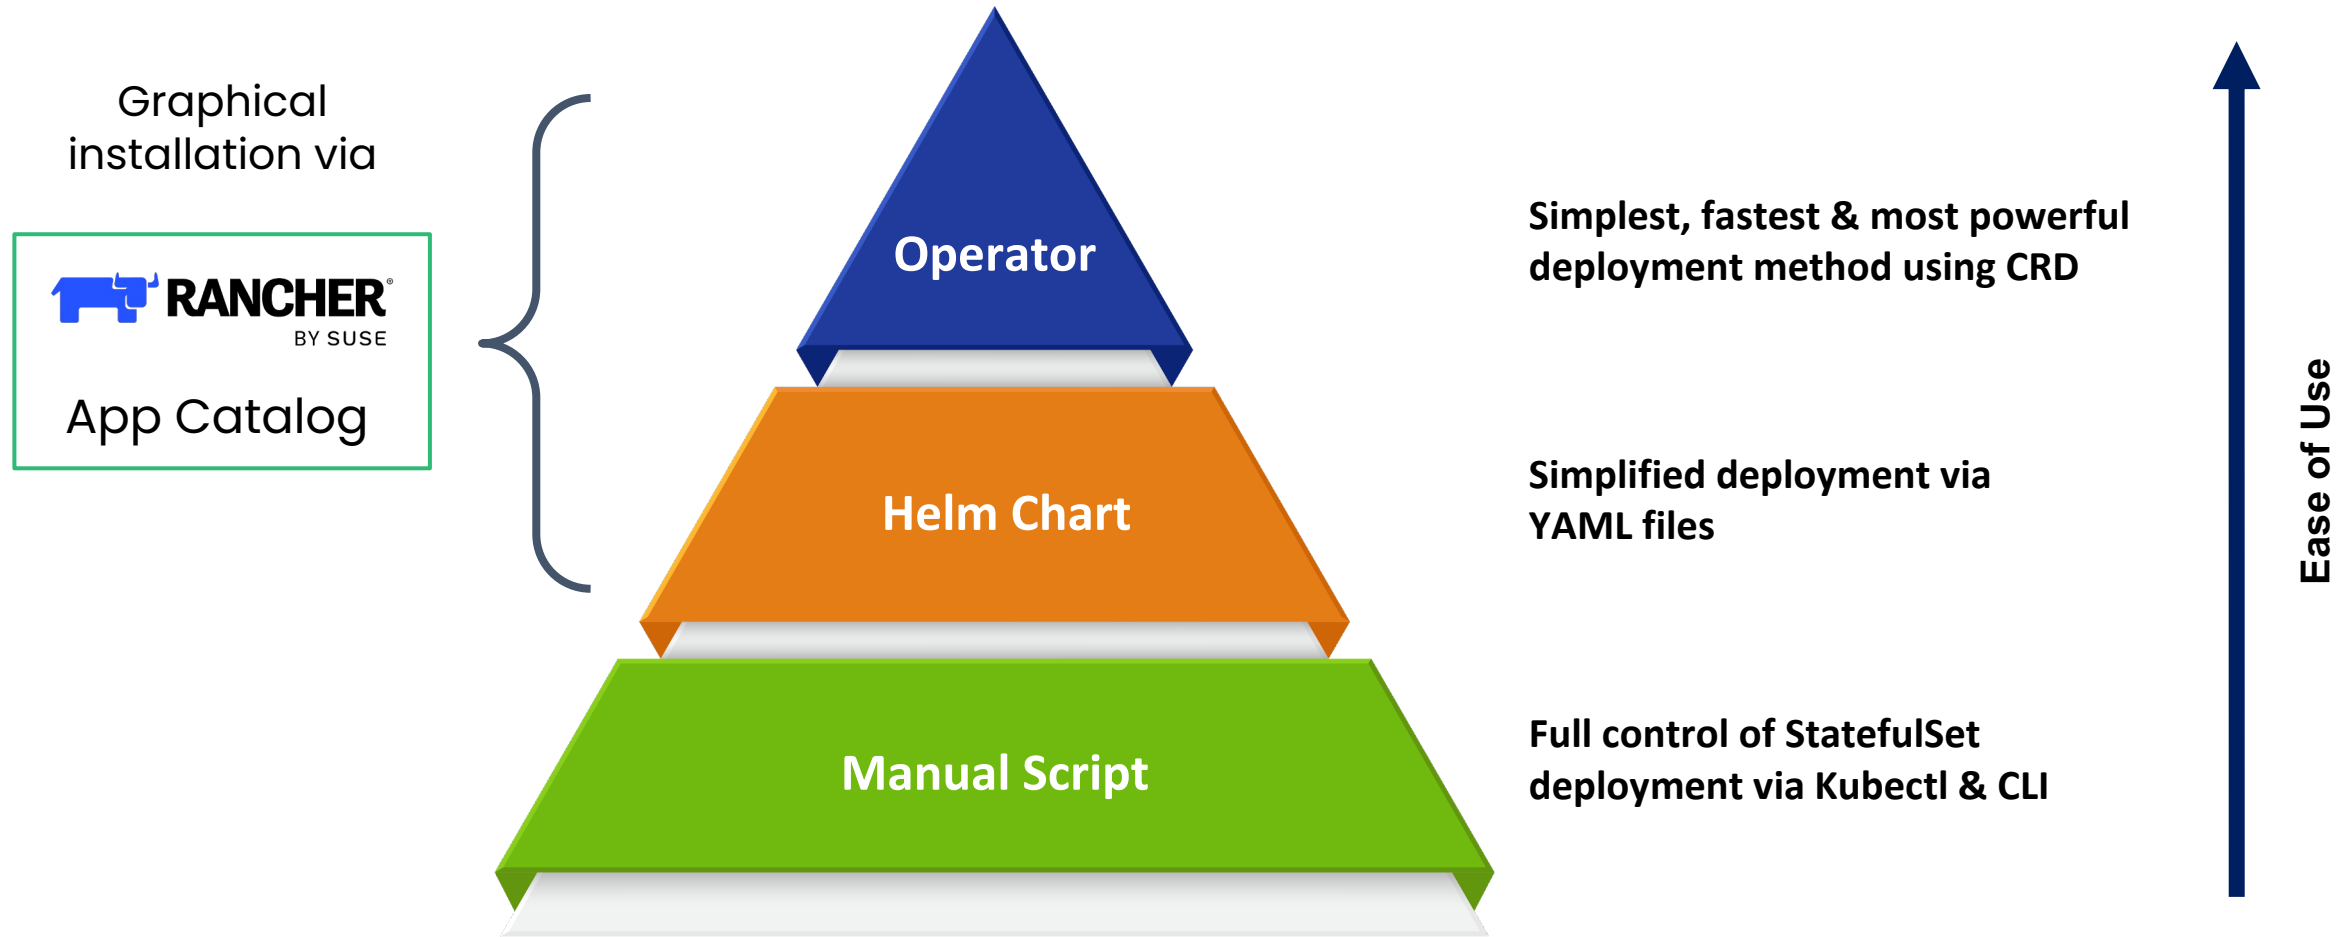 Graphical
installation via
RANCHER®
BY SUSE
App Catalog
Operator
Helm Chart
Manual Script
Simplest, fastest & most powerful
deployment method using CRD
Simplified deployment via
YAML files
Full control of StatefulSet
deployment via Kubectl & CLI
Ease of Use